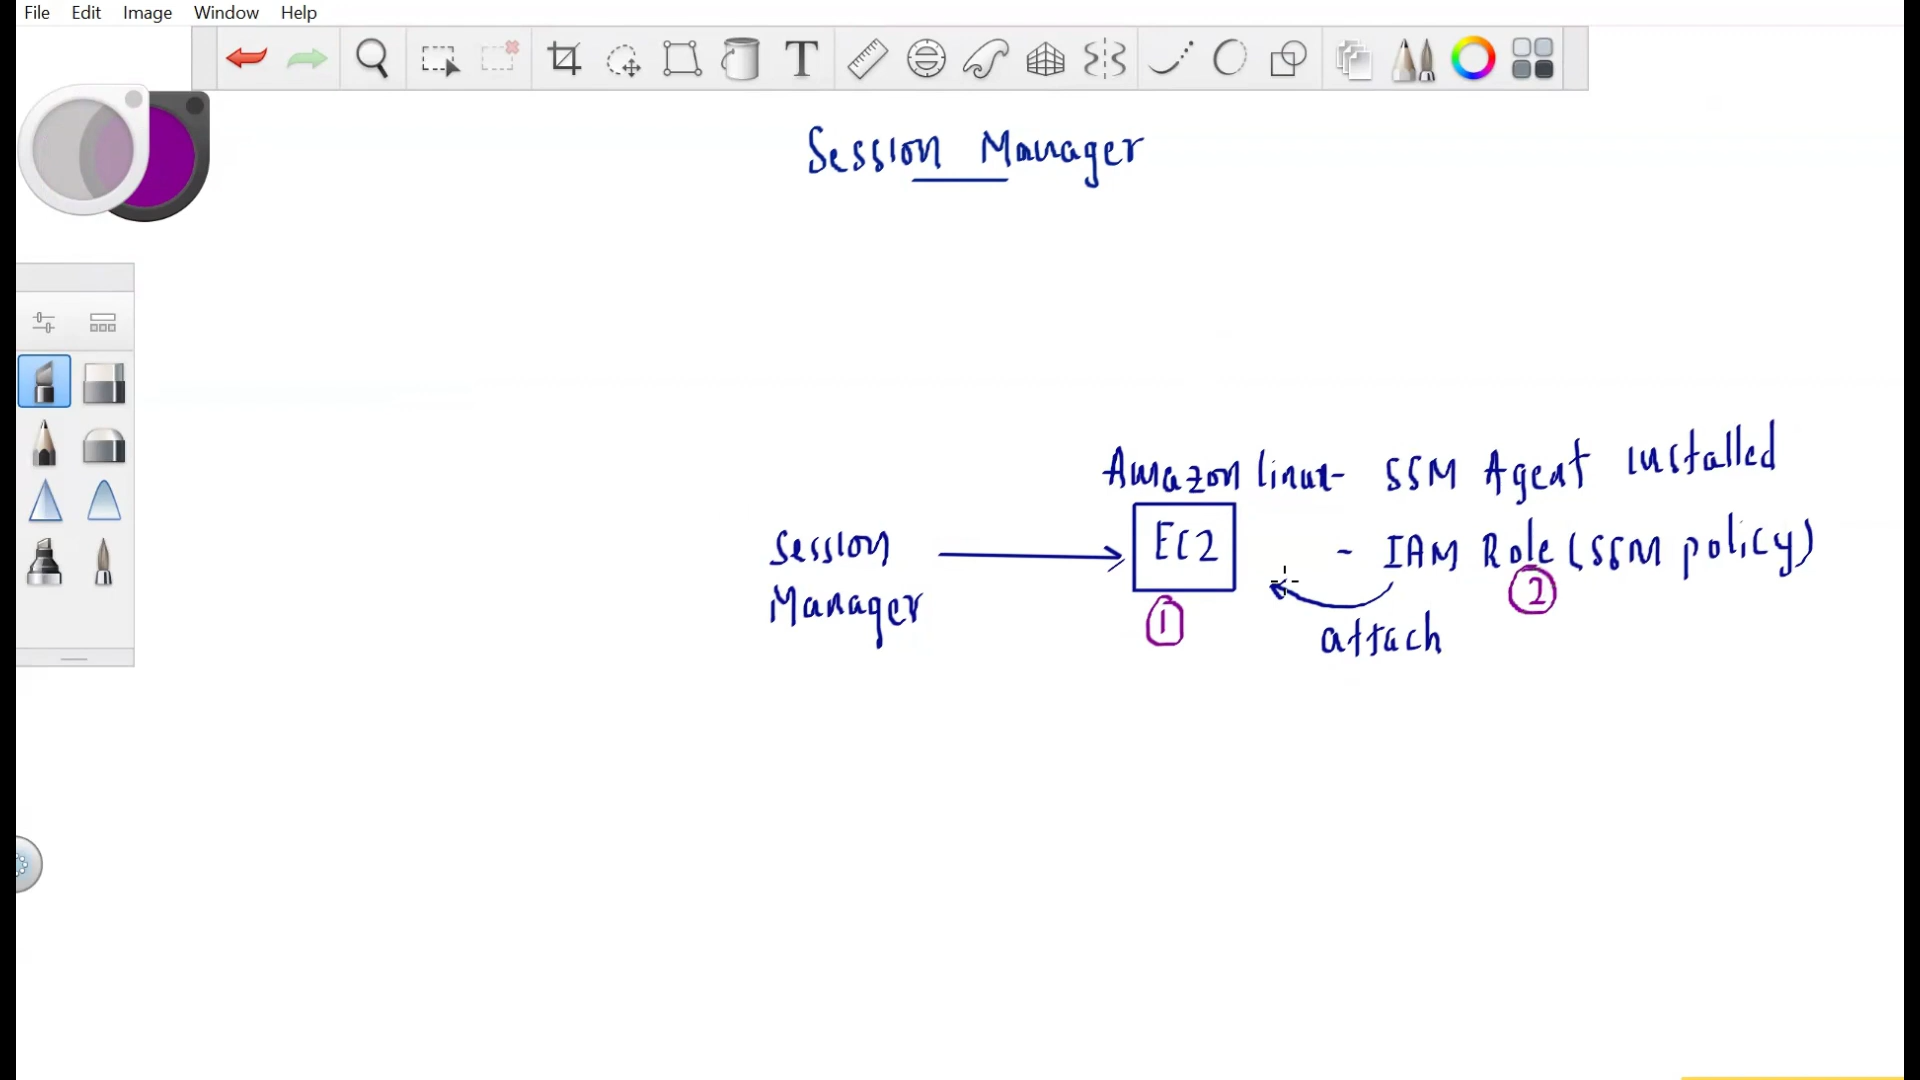 File Edit Image Window Help
Session Manager
Amazon linux - SSM Agent installed
Session Manager
EC2
- IAM Role (SSM policy)
1
2
attach